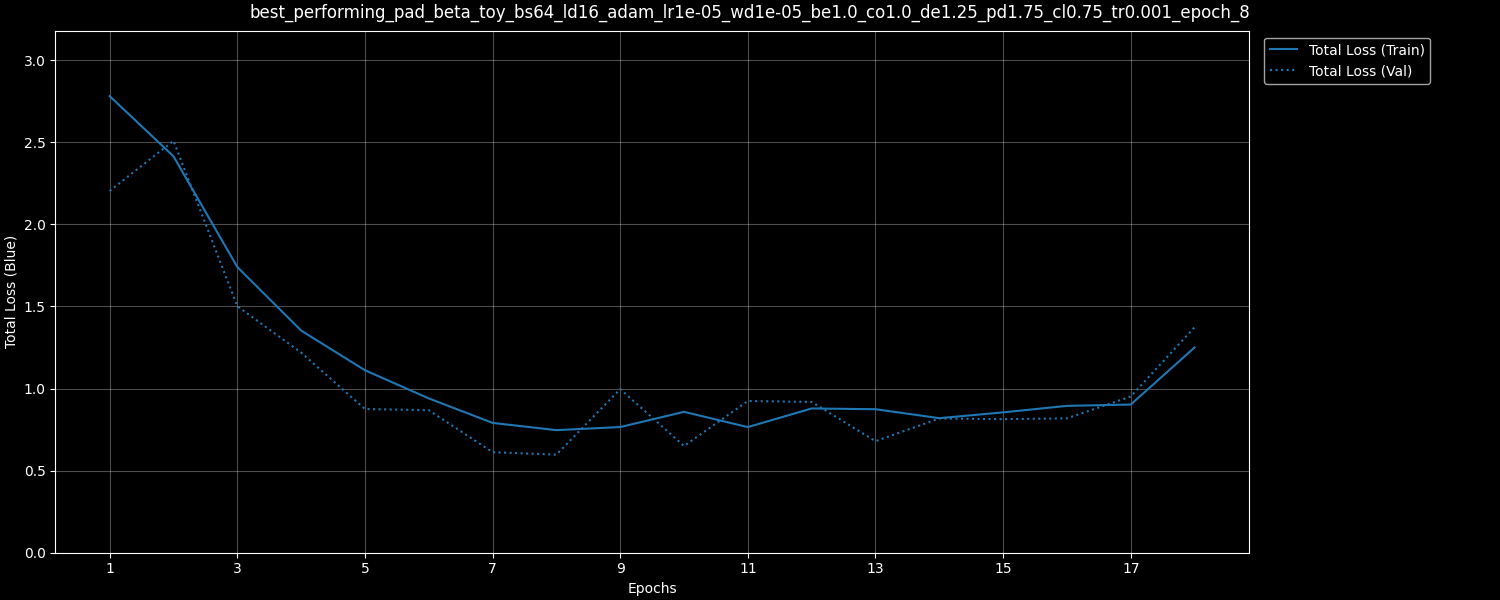 best_performing_pad_beta_toy_bs64_ld16_adam_lr1e-05_wd1e-05_be1.0_co1.0_de1.25_pd1.75_cl0.75_tr0.001_epoch_8
Total Loss (Train)
Total Loss (Val)
Total Loss (Blue)
3.0
2.5
2.0
1.5
1.0
0.5
0.0
1 3 5 7 9 11 13 15 17
Epochs